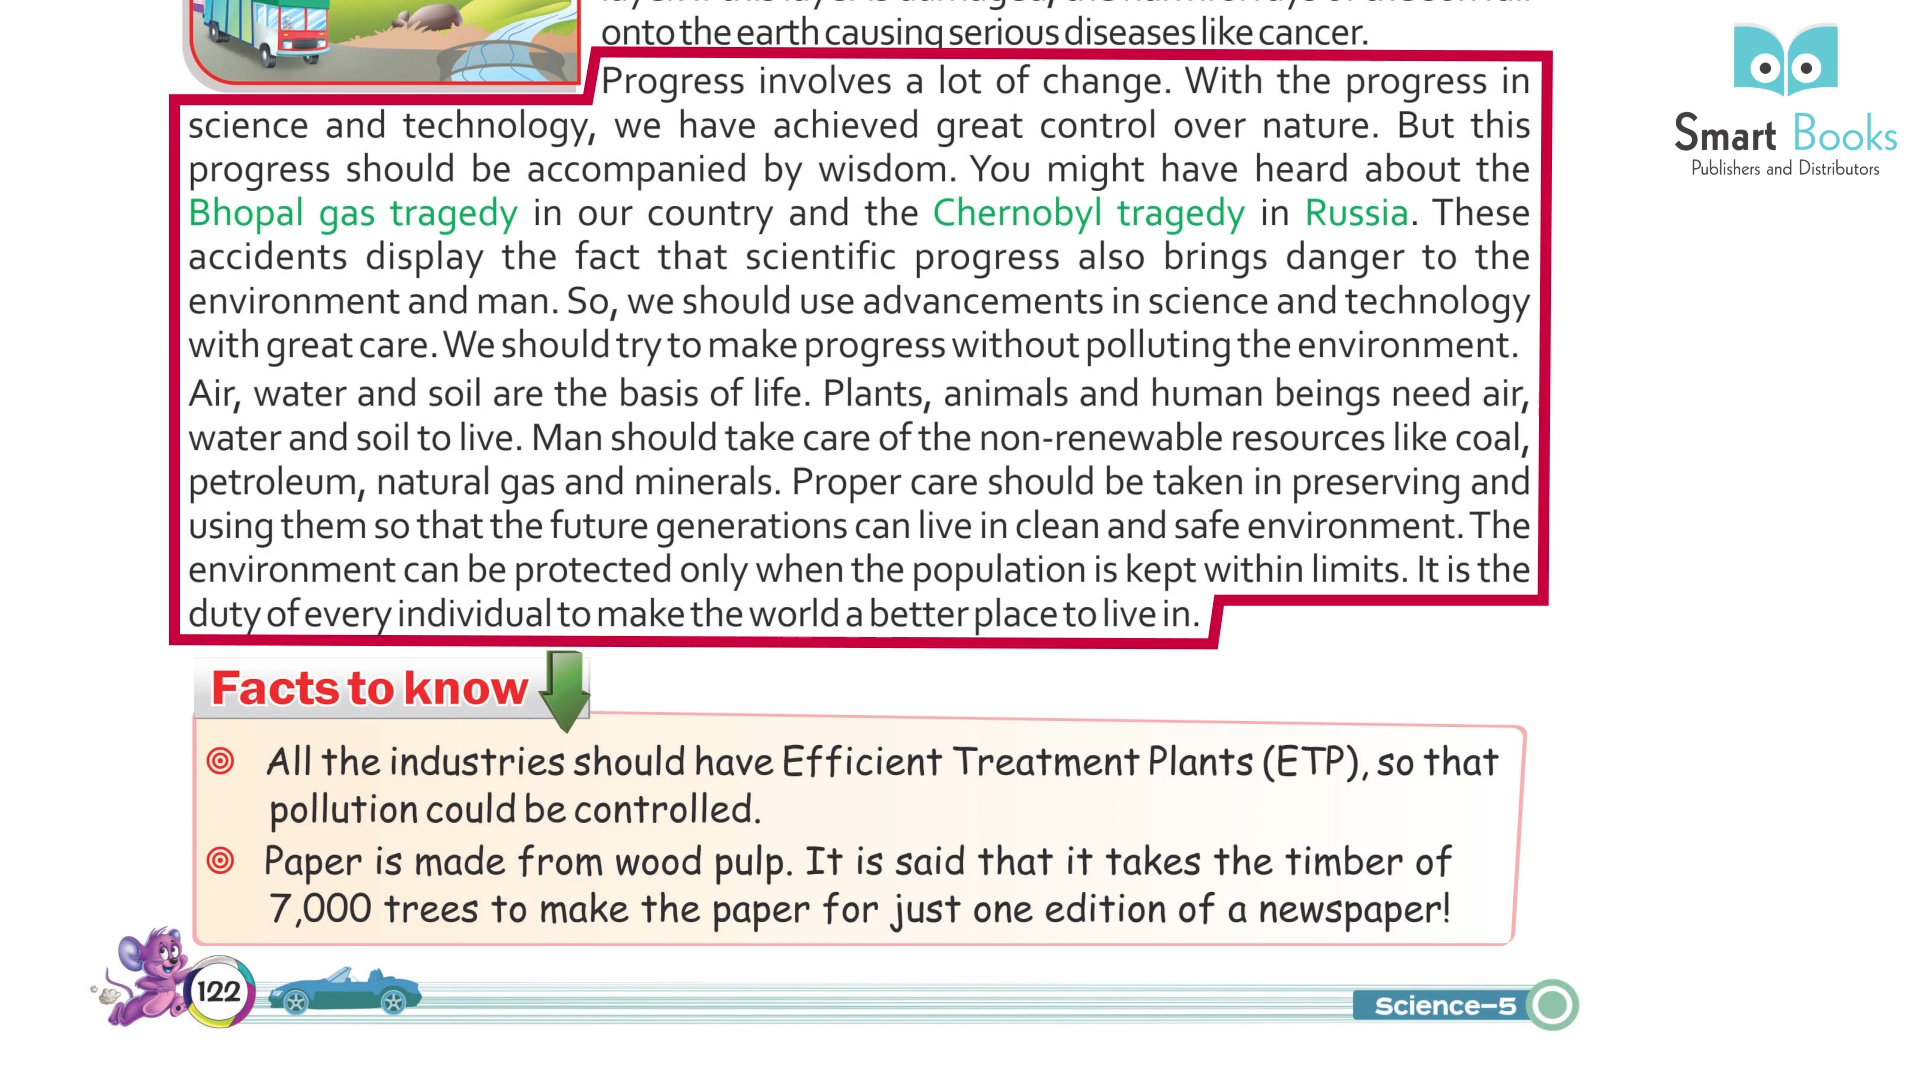 onto the earth causing serious diseases like cancer.
Progress involves a lot of change. With the progress in
science and technology, we have achieved great control over nature. But this
progress should be accompanied by wisdom. You might have heard about the
Bhopal gas tragedy in our country and the Chernobyl tragedy in Russia. These
accidents display the fact that scientific progress also brings danger to the
environment and man. So, we should use advancements in science and technology
with great care. We should try to make progress without polluting the environment.
Air, water and soil are the basis of life. Plants, animals and human beings need air,
water and soil to live. Man should take care of the non-renewable resources like coal,
petroleum, natural gas and minerals. Proper care should be taken in preserving and
using them so that the future generations can live in clean and safe environment. The
environment can be protected only when the population is kept within limits. It is the
duty of every individual to make the world a better place to live in.
Facts to know
All the industries should have Efficient Treatment Plants (ETP), so that
pollution could be controlled.
Paper is made from wood pulp. It is said that it takes the timber of
7,000 trees to make the paper for just one edition of a newspaper!
122
Science–5
Smart Books
Publishers and Distributors